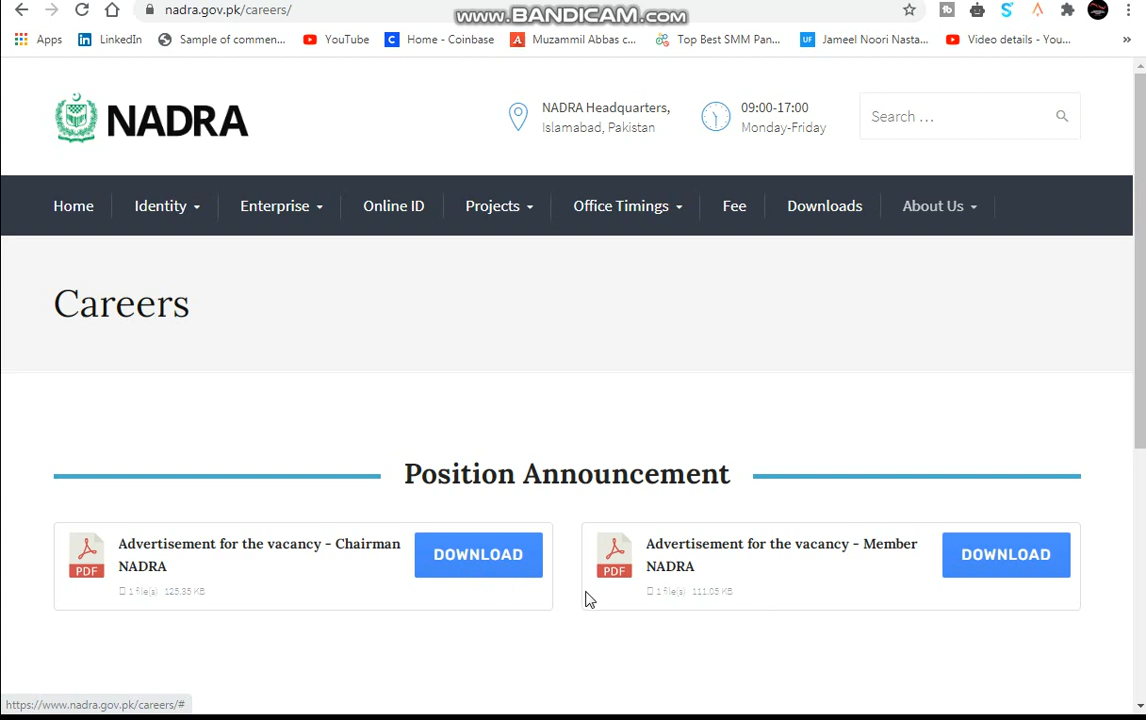 nadra.gov.pk/careers/
www.BANDICAM.com
Apps LinkedIn Sample of commen... YouTube Home - Coinbase Muzammil Abbas c... Top Best SMM Pan... UF Jameel Noori Nasta... Video details - You... »
NADRA
NADRA Headquarters,
Islamabad, Pakistan
09:00-17:00
Monday-Friday
Search ...
Home Identity Enterprise Online ID Projects Office Timings Fee Downloads About Us
Careers
Position Announcement
PDF
Advertisement for the vacancy - Chairman
NADRA
1 file(s) 125.35 KB
DOWNLOAD
PDF
Advertisement for the vacancy - Member
NADRA
1 file(s) 111.05 KB
DOWNLOAD
https://www.nadra.gov.pk/careers/#